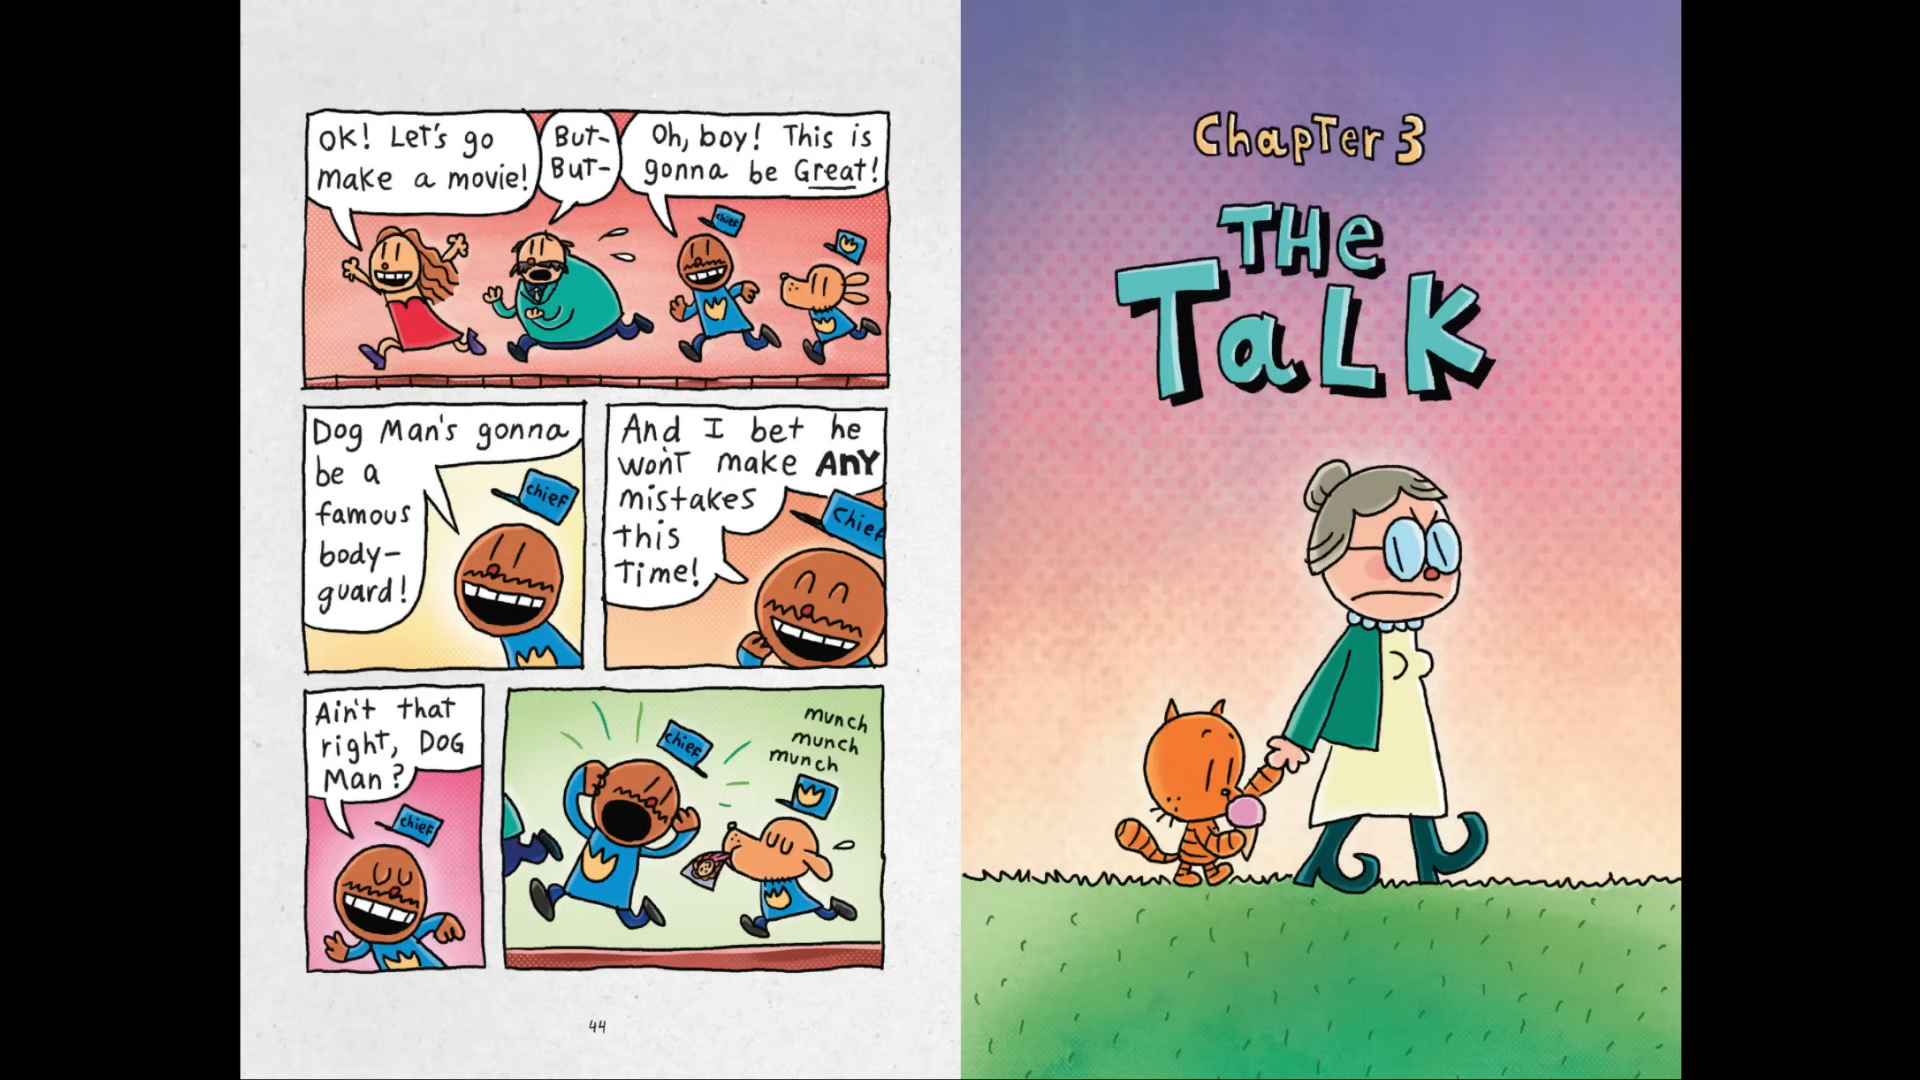 OK! Let's go
make a movie!
But-
But-
Oh, boy! This is
gonna be Great!
chief
Dog Man's gonna
be a
famous
body-
guard!
chief
And I bet he
won't make ANY
mistakes
this
time!
chief
Ain't that
right, DOG
Man?
chief
chief
munch
munch
munch
44
Chapter 3
THe
TaLK